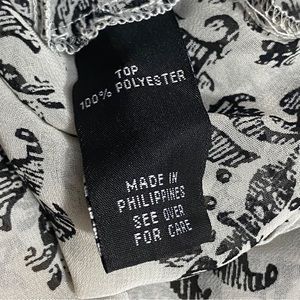 TOP
100% POLYESTER
MADE IN
PHILIPPINES
SEE OVER
FOR CARE